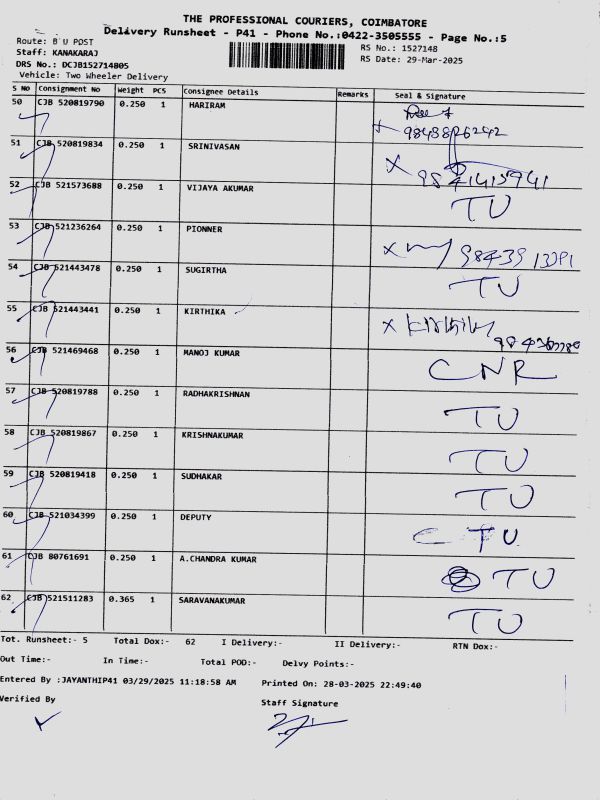 THE PROFESSIONAL COURIERS, COIMBATORE
Delivery Runsheet - P41 - Phone No.:0422-3505555 - Page No.:5
Route: B U POST
RS No.: 1527148
Staff: KANAKARAJ
RS Date: 29-Mar-2025
DRS No.: DCJB152714805
Vehicle: Two Wheeler Delivery
S No Consignment No Weight PCS Consignee Details Remarks Seal & Signature
50 CJB 520819790 0.250 1 HARIRAM
51 CJB 520819834 0.250 1 SRINIVASAN
52 CJB 521573688 0.250 1 VIJAYA AKUMAR TU
53 CJB 521236264 0.250 1 PIONNER
54 CJB 521443478 0.250 1 SUGIRTHA TU
55 CJB 521443441 0.250 1 KIRTHIKA
56 CJB 521469468 0.250 1 MANOJ KUMAR CNR
57 CJB 520819788 0.250 1 RADHAKRISHNAN TU
58 CJB 520819867 0.250 1 KRISHNAKUMAR TU
59 CJB 520819418 0.250 1 SUDHAKAR TU
60 CJB 521034399 0.250 1 DEPUTY TU
61 CJB 80761691 0.250 1 A.CHANDRA KUMAR TU
62 CJB 521511283 0.365 1 SARAVANAKUMAR TU
Tot. Runsheet:- 5 Total Dox:- 62 I Delivery:- II Delivery:- RTN Dox:-
Out Time:- In Time:- Total POD:- Delvy Points:-
Entered By :JAYANTHIP41 03/29/2025 11:18:58 AM Printed On: 28-03-2025 22:49:40
Verified By Staff Signature